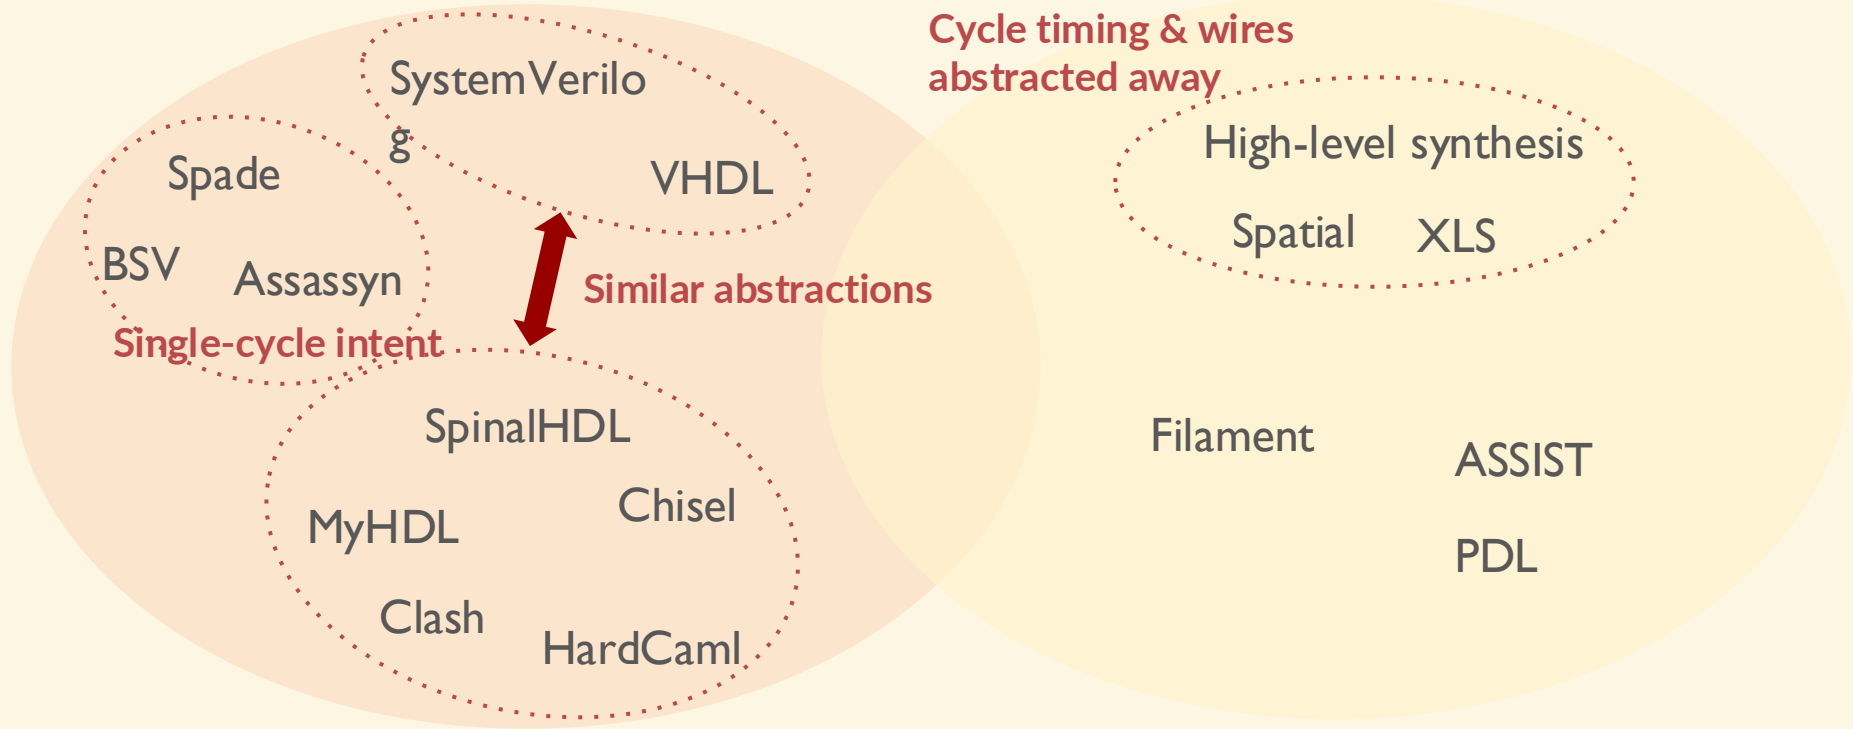 Cycle timing & wires
abstracted away
SystemVerilo
g
VHDL
Spade
BSV
Assassyn
Single-cycle intent
Similar abstractions
SpinalHDL
Chisel
MyHDL
Clash
HardCaml
High-level synthesis
Spatial
XLS
Filament
ASSIST
PDL